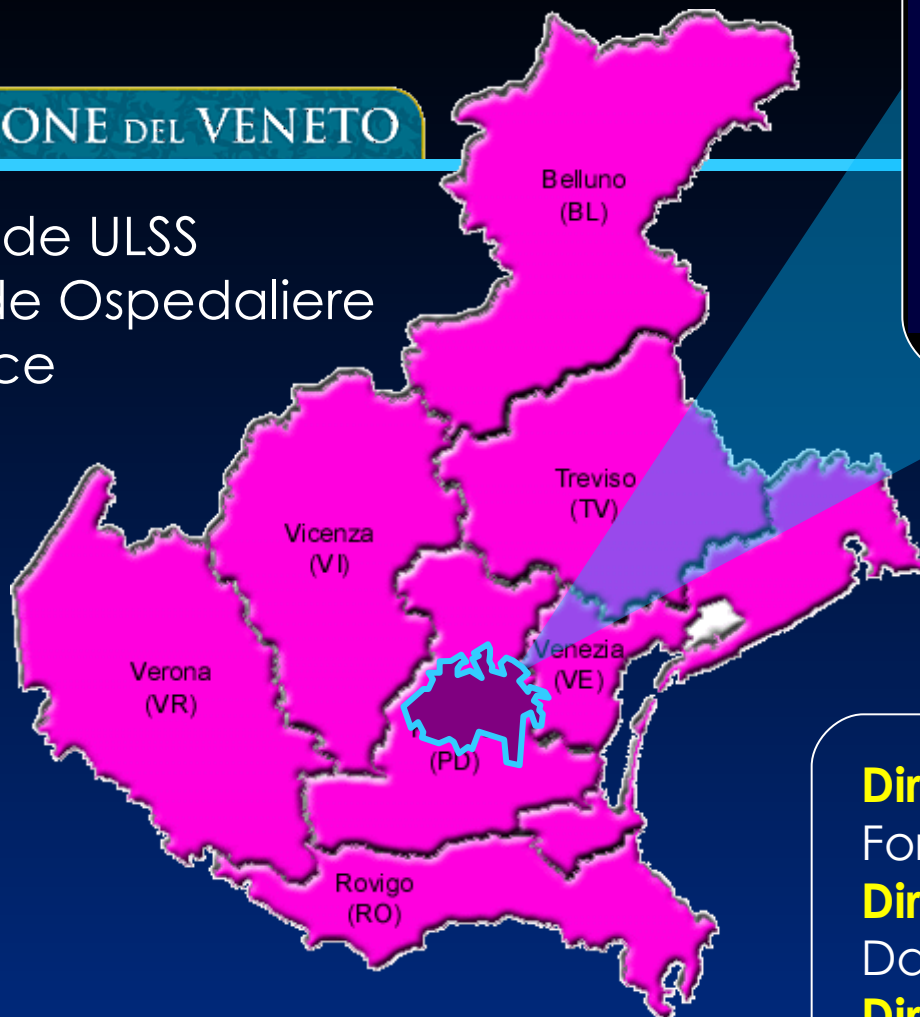 ONE DEL VENETO
de ULSS
de Ospedaliere
ce
Belluno
(BL)
Treviso
(TV)
Vicenza
(VI)
Venezia
(VE)
Verona
(VR)
(PD)
Rovigo
(RO)
Dir
For
Dir
Do
Dir